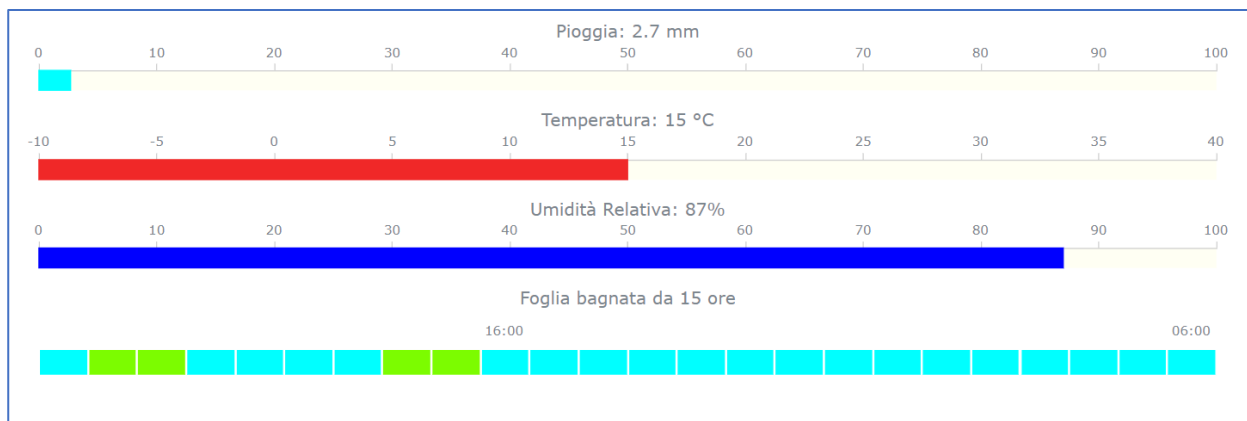 Pioggia: 2.7 mm
0 10 20 30 40 50 60 70 80 90 100
Temperatura: 15 °C
-10 -5 0 5 10 15 20 25 30 35 40
Umidità Relativa: 87%
0 10 20 30 40 50 60 70 80 90 100
Foglia bagnata da 15 ore
16:00 06:00